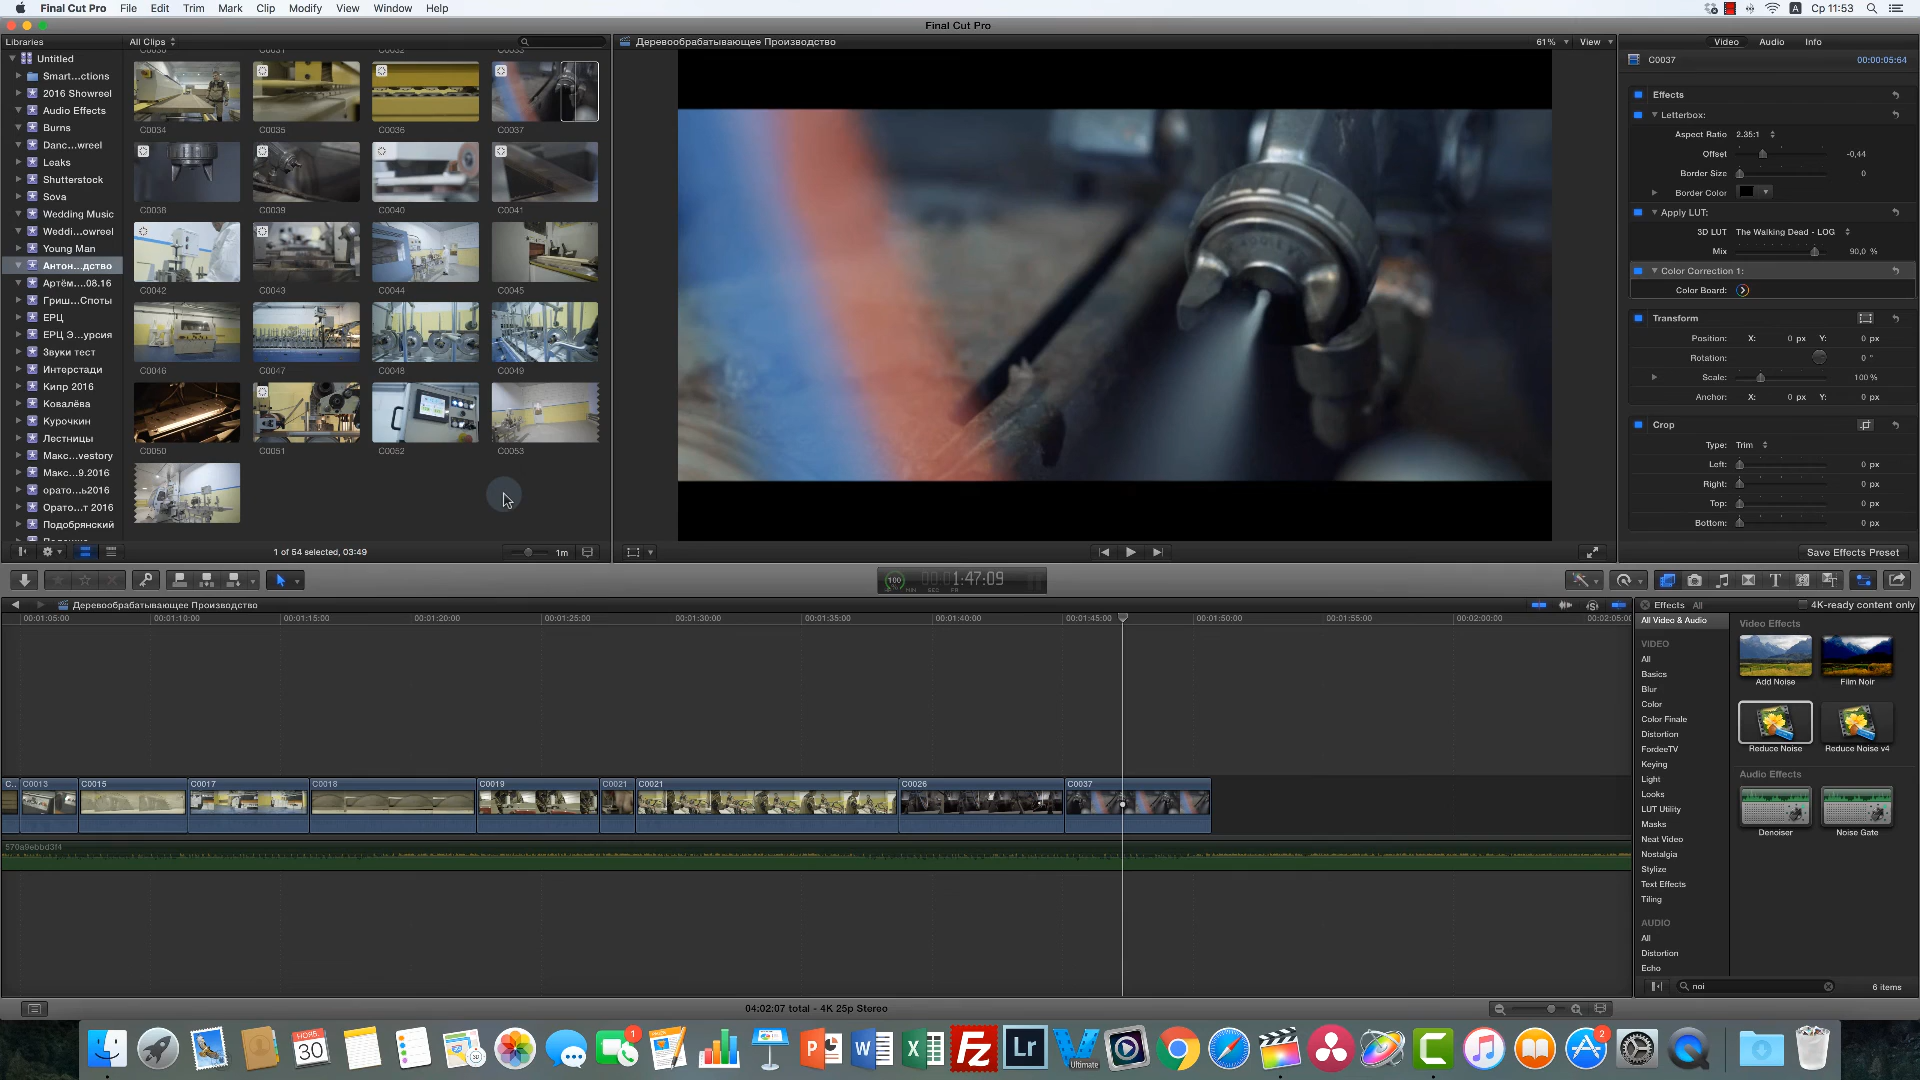 Final Cut Pro File Edit Trim Mark Clip Modify View Window Help
A Ср 11:53
Final Cut Pro
Libraries
All Clips
Деревообрабатывающее Производство
61% View
Video Audio Info
Untitled
Smart...ctions
2016 Showreel
Audio Effects
Burns
Danc...wreel
Leaks
Shutterstock
Sova
Wedding Music
Weddi...owreel
Young Man
Антон...дство
Артём....08.16
Гриш...Споты
ЕРЦ
ЕРЦ Э...урсия
Звуки тест
Интерстади
Кипр 2016
Ковалёва
Курочкин
Лестницы
Макс...vestory
Макс...9.2016
орато...ь2016
Орато...т 2016
Подобрянский
C0034 C0035 C0036 C0037
C0038 C0039 C0040 C0041
C0042 C0043 C0044 C0045
C0046 C0047 C0048 C0049
C0050 C0051 C0052 C0053
1 of 54 selected, 03:49
1m
C0037 00:00:05:64
Effects
Letterbox:
Aspect Ratio 2.35:1
Offset -0,44
Border Size 0
Border Color
Apply LUT:
3D LUT The Walking Dead - LOG
Mix 90,0 %
Color Correction 1:
Color Board:
Transform
Position: X: 0 px Y: 0 px
Rotation: 0 °
Scale: 100 %
Anchor: X: 0 px Y: 0 px
Crop
Type: Trim
Left: 0 px
Right: 0 px
Top: 0 px
Bottom: 0 px
Save Effects Preset
100 00:0 1:47:09
HR MIN SEC FR
Деревообрабатывающее Производство
00:01:05:00 00:01:10:00 00:01:15:00 00:01:20:00 00:01:25:00 00:01:30:00 00:01:35:00 00:01:40:00 00:01:45:00 00:01:50:00 00:01:55:00 00:02:00:00 00:02:05:00
C... C0013 C0015 C0017 C0018 C0019 C0021 C0021 C0026 C0037
570a9ebbd3f4
Effects All 4K-ready content only
All Video & Audio
VIDEO
All
Basics
Blur
Color
Color Finale
Distortion
FordeeTV
Keying
Light
Looks
LUT Utility
Masks
Neat Video
Nostalgia
Stylize
Text Effects
Tiling
AUDIO
All
Distortion
Echo
Video Effects
Add Noise Film Noir
Reduce Noise Reduce Noise v4
Audio Effects
Denoiser Noise Gate
noi
6 items
04:02:07 total - 4K 25p Stereo
НОЯБ.
30
1
Fz
Lr
Ultimate
2